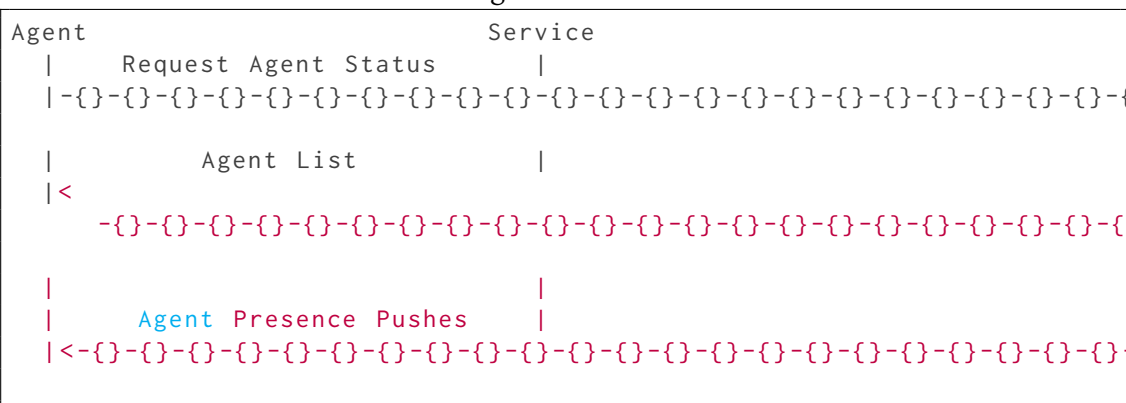 Agent Service
| Request Agent Status |
|-{}-{}-{}-{}-{}-{}-{}-{}-{}-{}-{}-{}-{}-{}-{}-{}-{}-{}-{}-{}-{}-{}-{
| Agent List |
|<
-{}-{}-{}-{}-{}-{}-{}-{}-{}-{}-{}-{}-{}-{}-{}-{}-{}-{}-{}-{}-{}-{
| |
| Agent Presence Pushes |
|<-{}-{}-{}-{}-{}-{}-{}-{}-{}-{}-{}-{}-{}-{}-{}-{}-{}-{}-{}-{}-{}-{}-